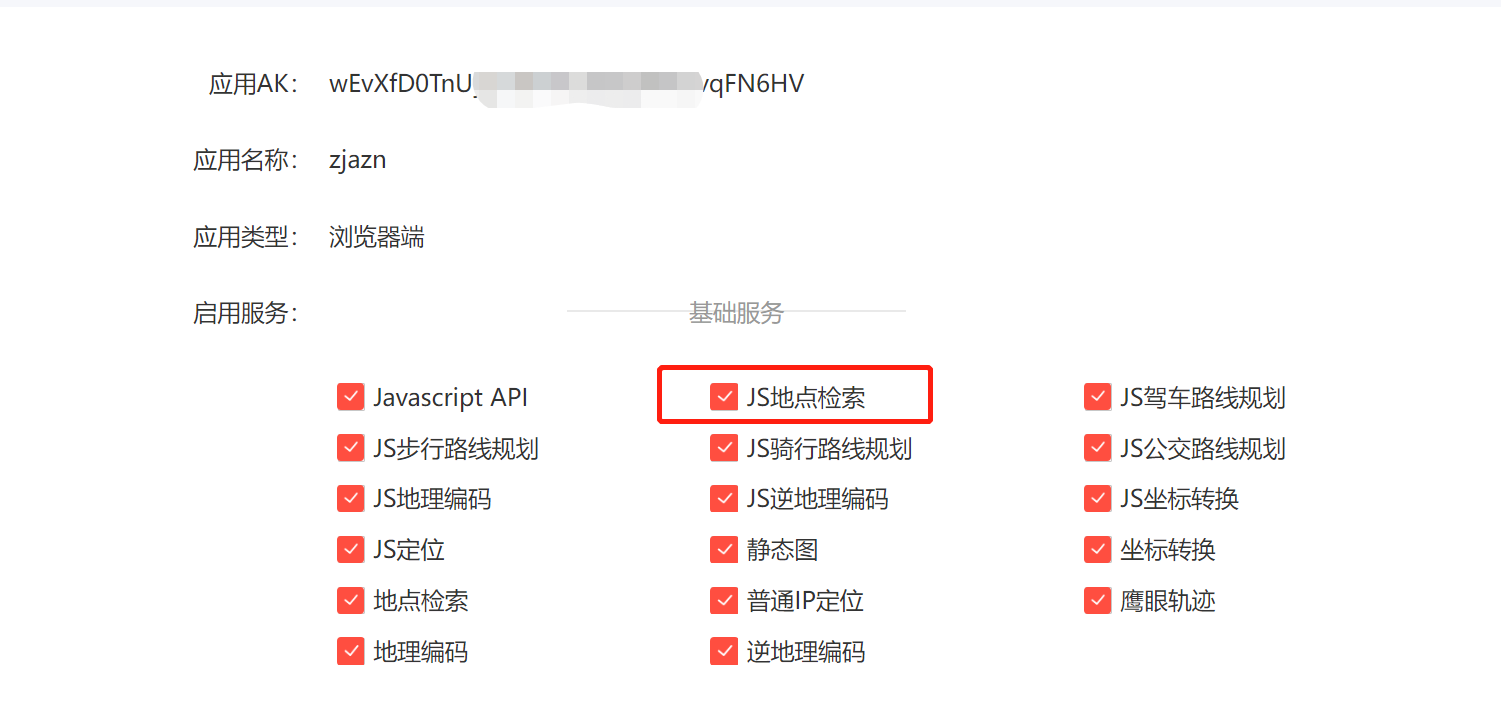 应用AK： wEvXfD0TnU vqFN6HV
应用名称： zjazn
应用类型： 浏览器端
启用服务： 基础服务
Javascript API JS地点检索 JS驾车路线规划
JS步行路线规划 JS骑行路线规划 JS公交路线规划
JS地理编码 JS逆地理编码 JS坐标转换
JS定位 静态图 坐标转换
地点检索 普通IP定位 鹰眼轨迹
地理编码 逆地理编码